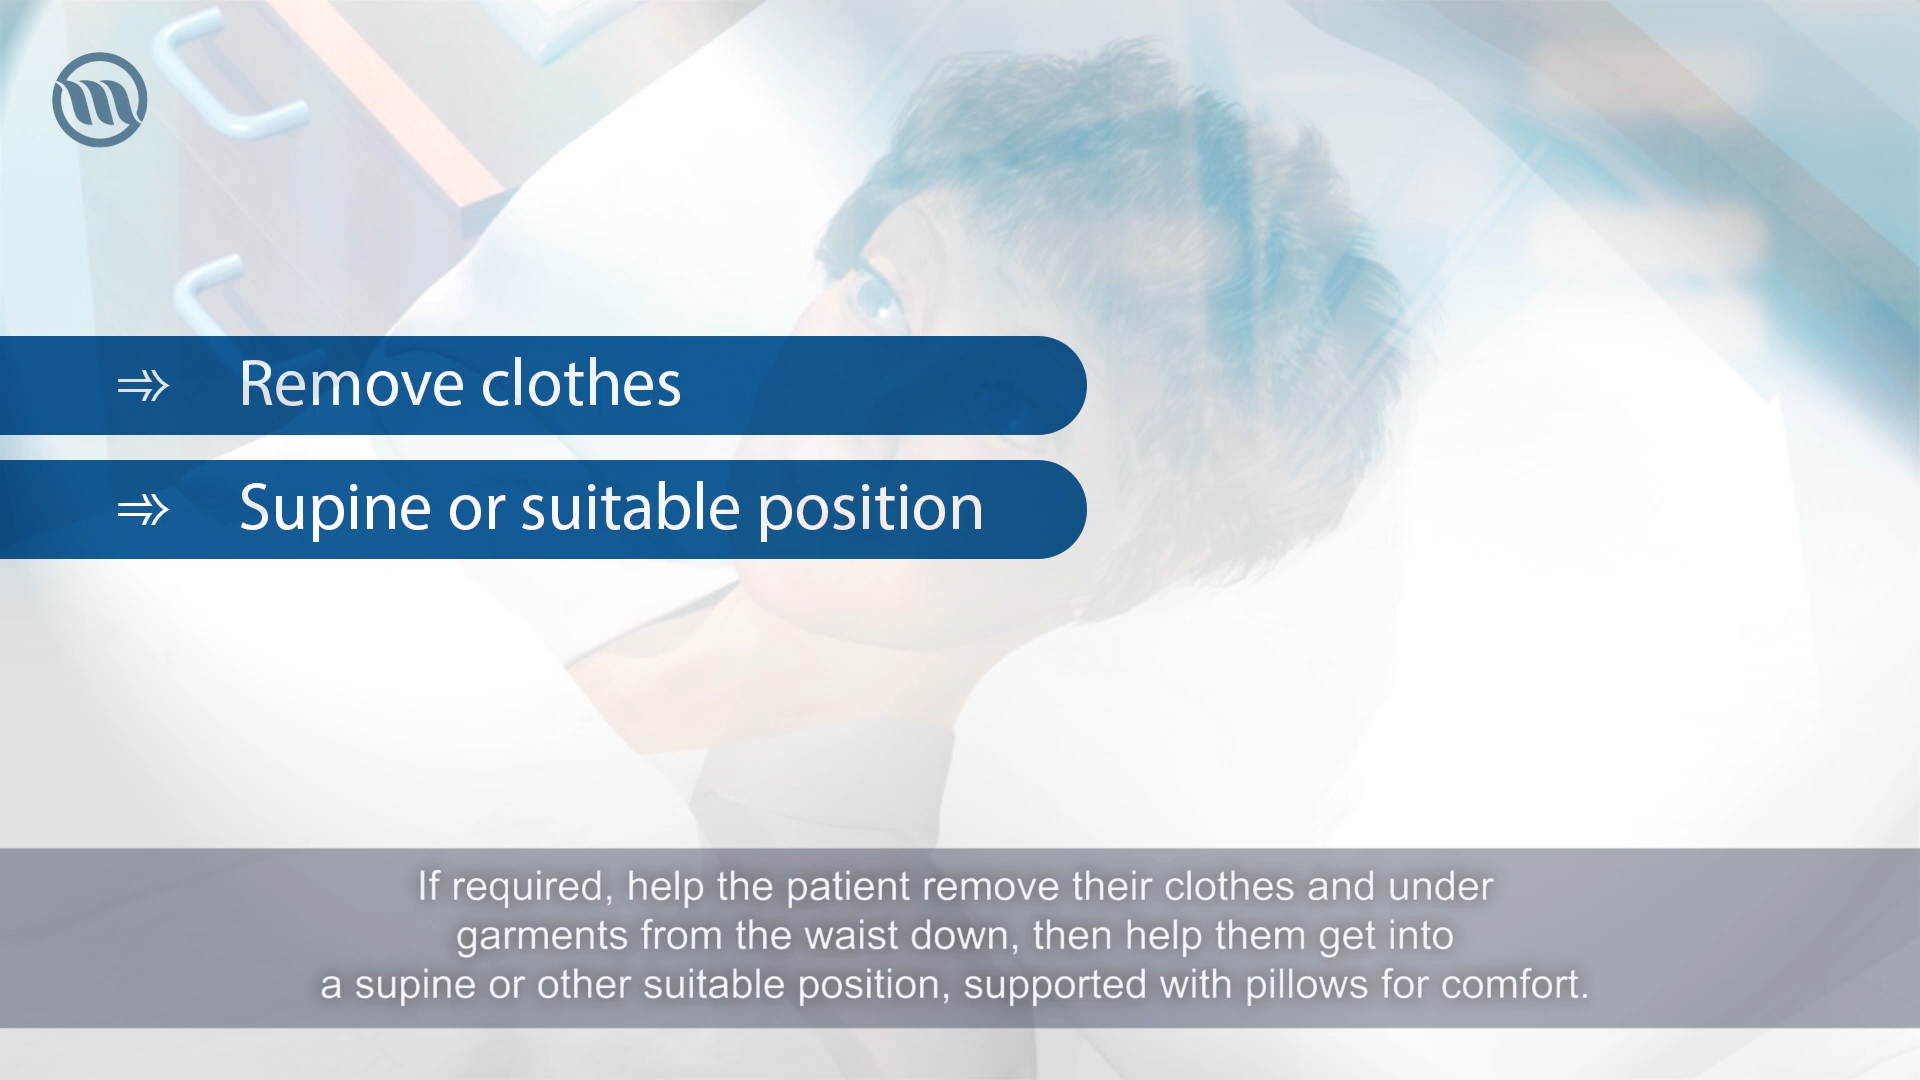 Remove clothes
Supine or suitable position
If required, help the patient remove their clothes and under
garments from the waist down, then help them get into
a supine or other suitable position, supported with pillows for comfort.